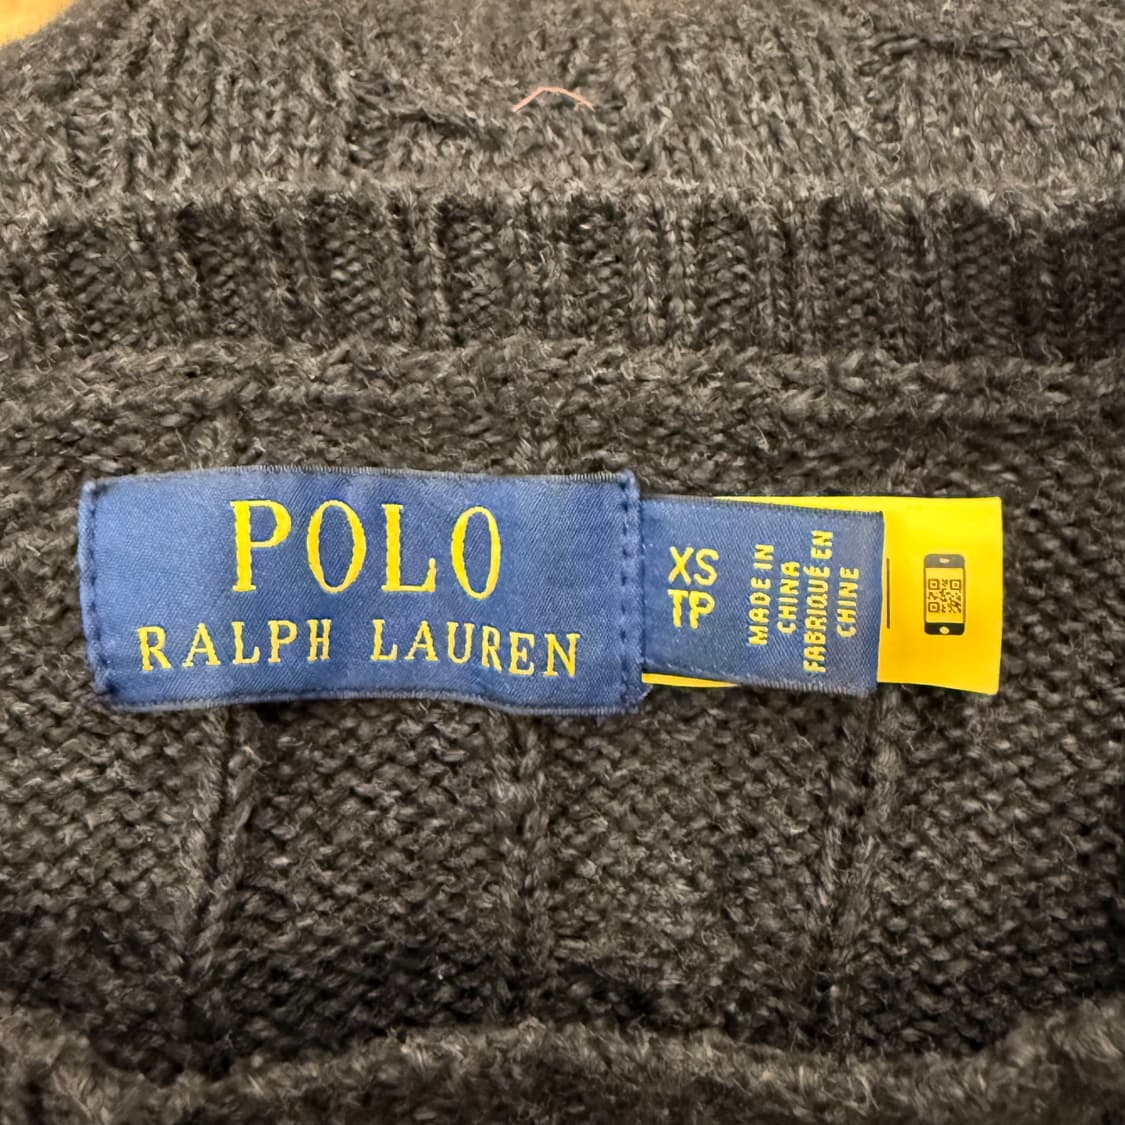 POLO
RALPH LAUREN
XS
TP
MADE IN
CHINA
FABRIQUÉ EN
CHINE